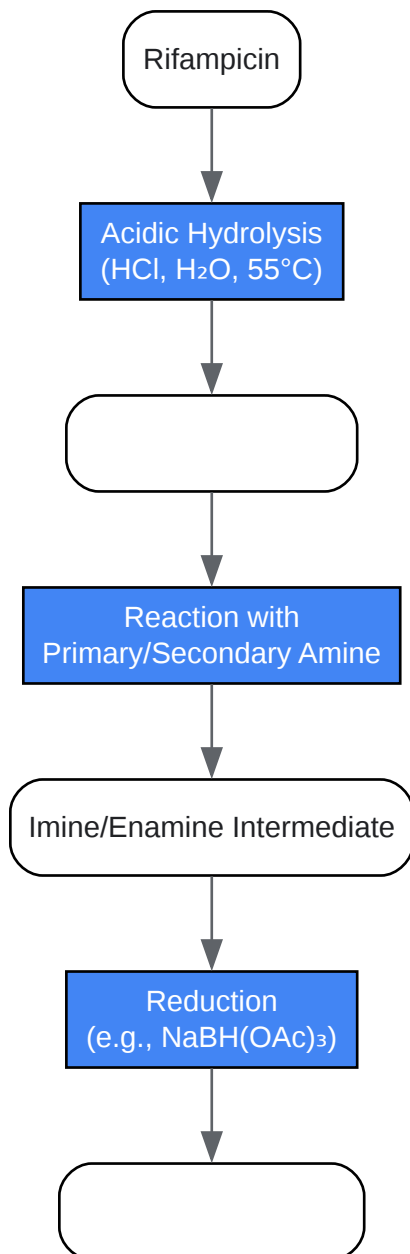 Rifampicin
Acidic Hydrolysis
(HCl, H₂O, 55°C)
Reaction with
Primary/Secondary Amine
Imine/Enamine Intermediate
Reduction
(e.g., NaBH(OAc)₃)